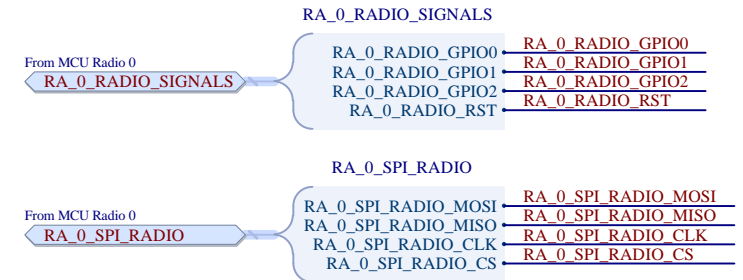 RA_0_RADIO_SIGNALS
From MCU Radio 0
RA_0_RADIO_SIGNALS
RA_0_RADIO_GPIO0 RA_0_RADIO_GPIO0
RA_0_RADIO_GPIO1 RA_0_RADIO_GPIO1
RA_0_RADIO_GPIO2 RA_0_RADIO_GPIO2
RA_0_RADIO_RST RA_0_RADIO_RST
RA_0_SPI_RADIO
From MCU Radio 0
RA_0_SPI_RADIO
RA_0_SPI_RADIO_MOSI RA_0_SPI_RADIO_MOSI
RA_0_SPI_RADIO_MISO RA_0_SPI_RADIO_MISO
RA_0_SPI_RADIO_CLK RA_0_SPI_RADIO_CLK
RA_0_SPI_RADIO_CS RA_0_SPI_RADIO_CS